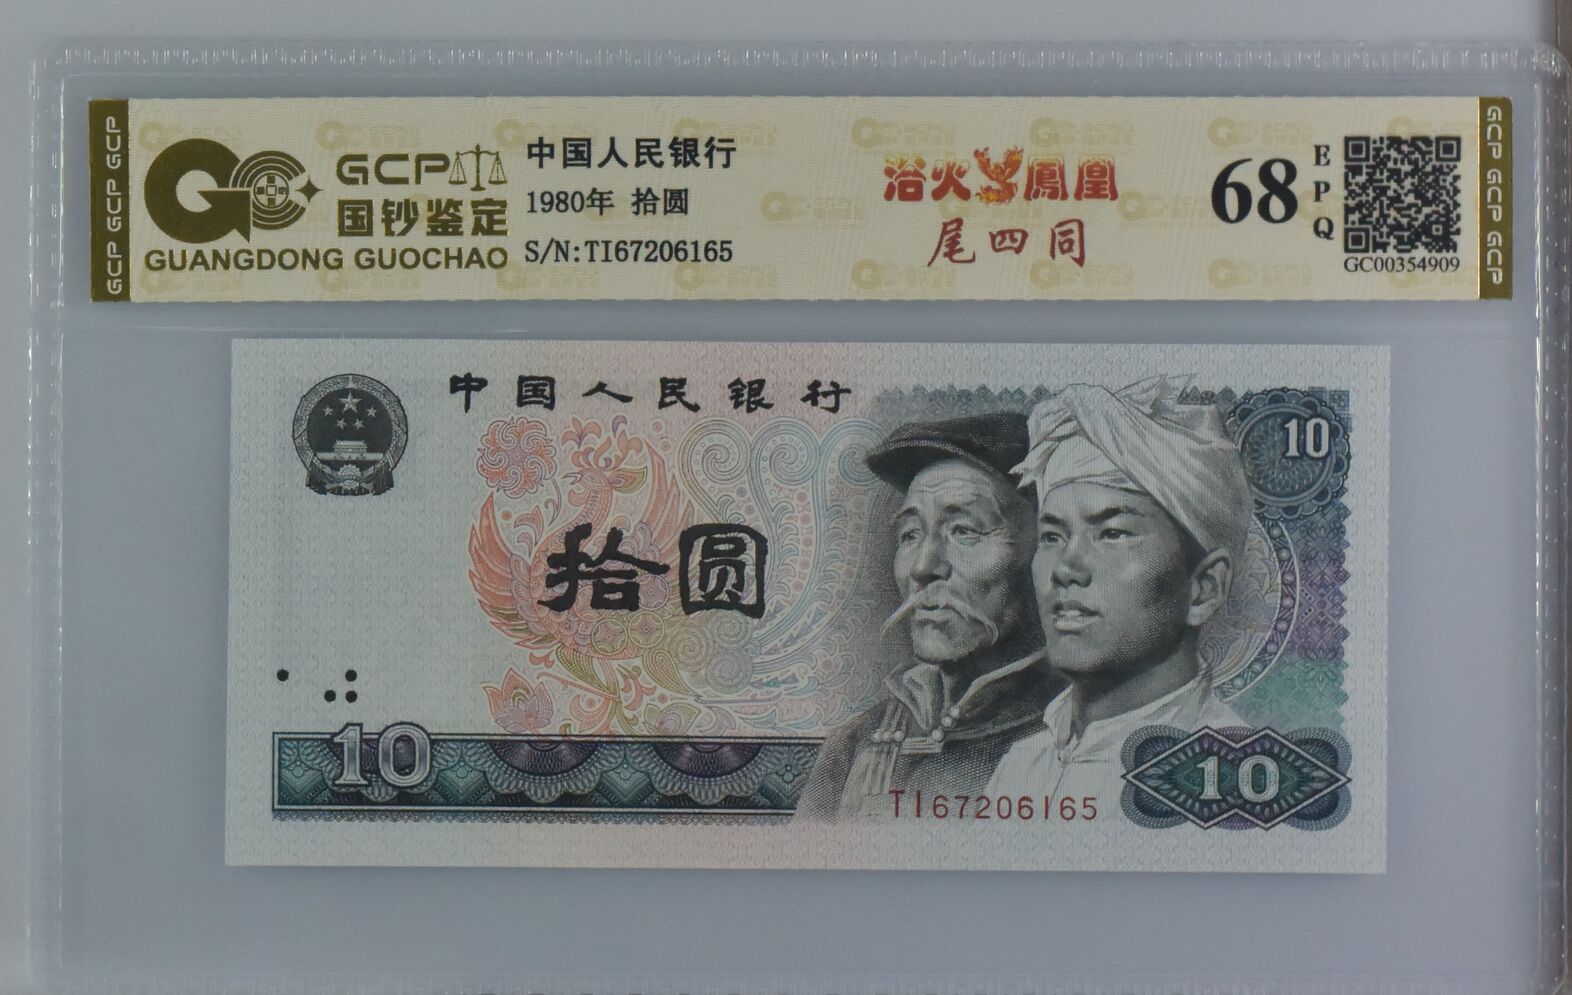 GCP GCP GCP
GCP
国钞鉴定
GUANGDONG GUOCHAO
中国人民银行
1980年 拾圆
S/N:TI67206165
浴火鳳凰
尾四同
68
EPQ
GC00354909
GCP GCP GCP
中国人民银行
10
拾圆
10
10
TI67206165